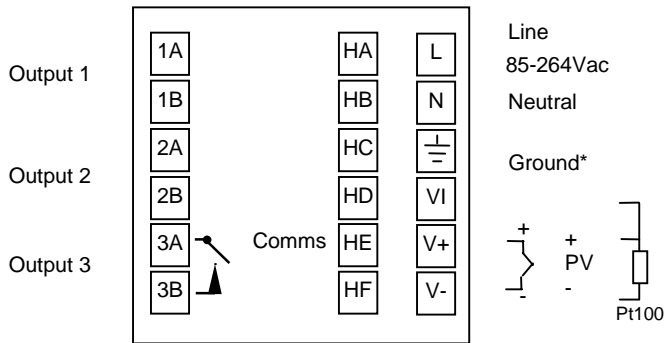 1A HA L Line
Output 1 85-264Vac
1B HB N Neutral
2A HC Ground*
Output 2
2B HD VI
3A Comms HE V+ + +
Output 3 PV
3B HF V- - -
Pt100